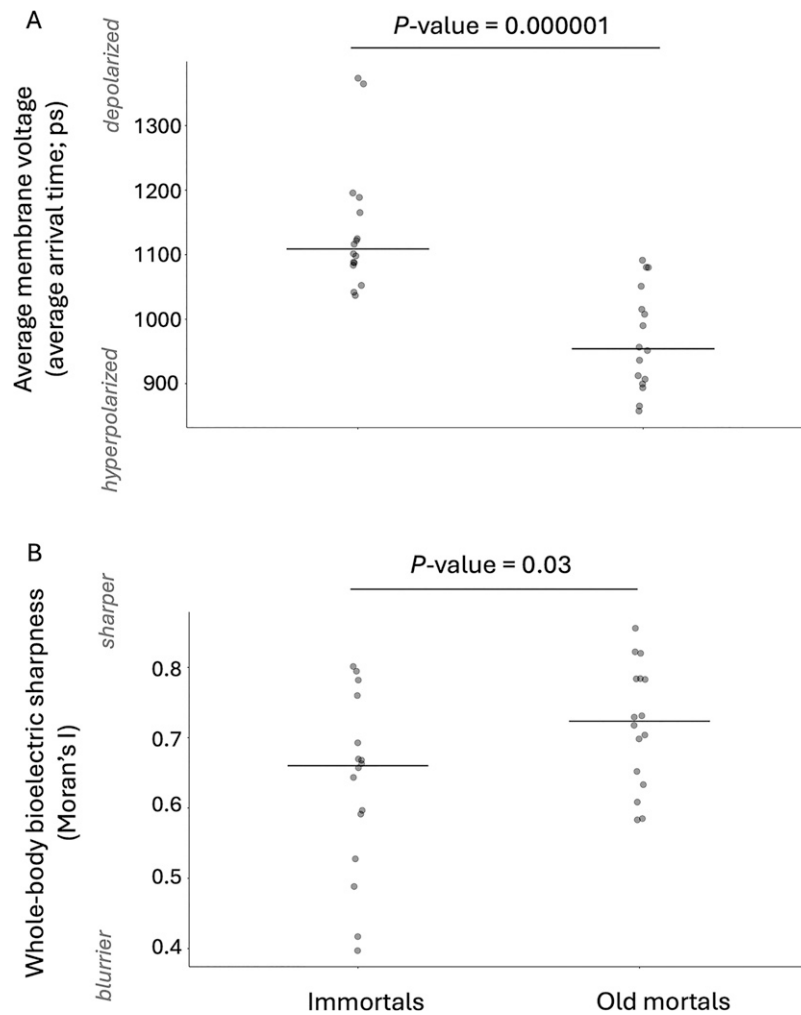 A
P-value = 0.000001
depolarized
Average membrane voltage
(average arrival time; ps)
hyperpolarized
1300
1200
1100
1000
900
B
P-value = 0.03
sharper
Whole-body bioelectric sharpness
(Moran's I)
blurrier
0.8
0.7
0.6
0.5
0.4
Immortals
Old mortals